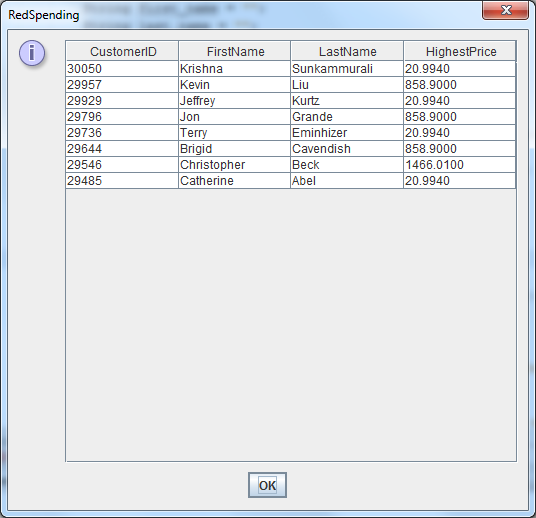 RedSpending
CustomerID FirstName LastName HighestPrice
30050 Krishna Sunkammurali 20.9940
29957 Kevin Liu 858.9000
29929 Jeffrey Kurtz 20.9940
29796 Jon Grande 858.9000
29736 Terry Eminhizer 20.9940
29644 Brigid Cavendish 858.9000
29546 Christopher Beck 1466.0100
29485 Catherine Abel 20.9940
OK